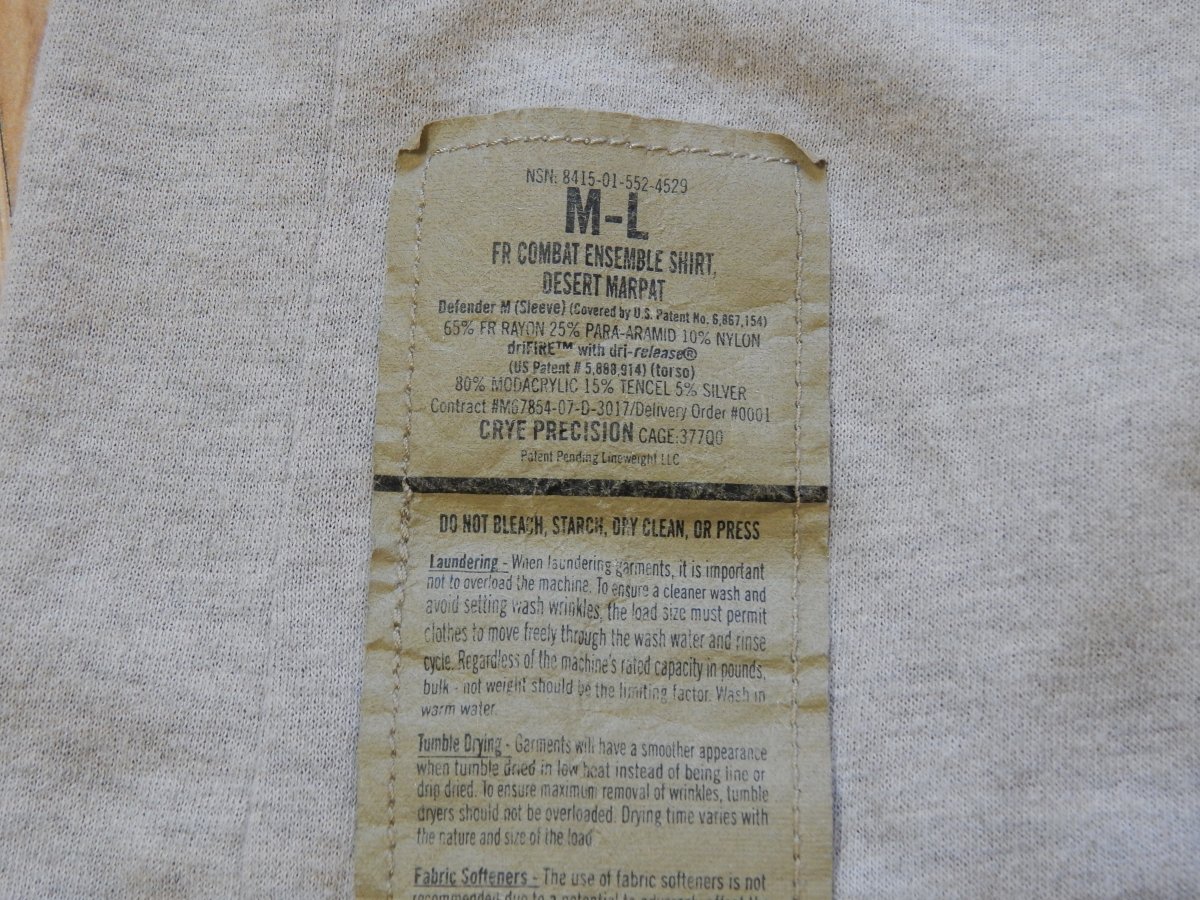 NSN: 8415-01-552-4529
M-L
FR COMBAT ENSEMBLE SHIRT,
DESERT MARPAT
Defender M (Sleeve) (Covered by U.S. Patent No. 6,867,154)
65% FR RAYON 25% PARA-ARAMID 10% NYLON
driFIRE™ with dri-release®
(US Patent # 5,888,914) (torso)
80% MODACRYLIC 15% TENCEL 5% SILVER
Contract #M67854-07-D-3017/Delivery Order #0001
CRYE PRECISION CAGE:377Q0
Patent Pending Lineweight LLC
DO NOT BLEACH, STARCH, DRY CLEAN, OR PRESS
Laundering - When laundering garments, it is important
not to overload the machine. To ensure a cleaner wash and
avoid setting wash wrinkles, the load size must permit
clothes to move freely through the wash water and rinse
cycle. Regardless of the machine's rated capacity in pounds,
bulk - not weight should be the limiting factor. Wash in
warm water.
Tumble Drying - Garments will have a smoother appearance
when tumble dried in low heat instead of being line or
drip dried. To ensure maximum removal of wrinkles, tumble
dryers should not be overloaded. Drying time varies with
the nature and size of the load
Fabric Softeners - The use of fabric softeners is not
recommended due to a potential to adversely affect the